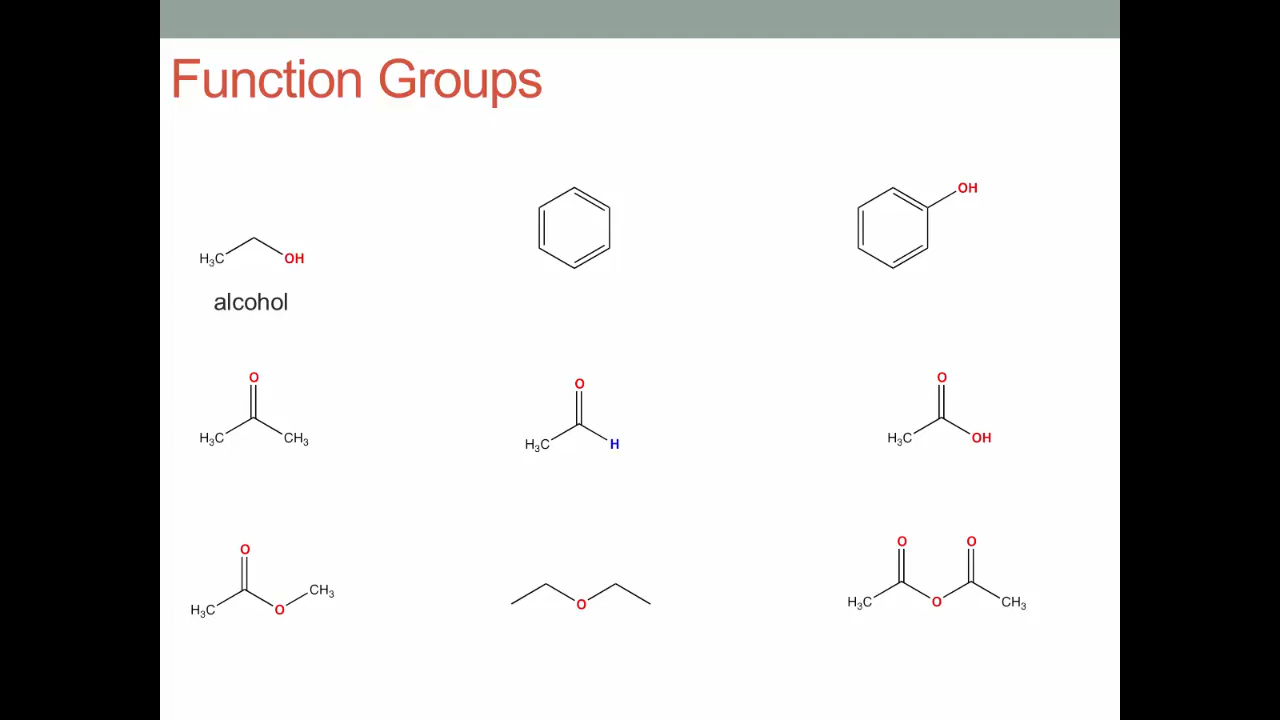 Function Groups
OH
H₃C OH
alcohol
O O O
H₃C CH₃ H₃C H H₃C OH
O O O
H₃C O CH₃ O H₃C O CH₃